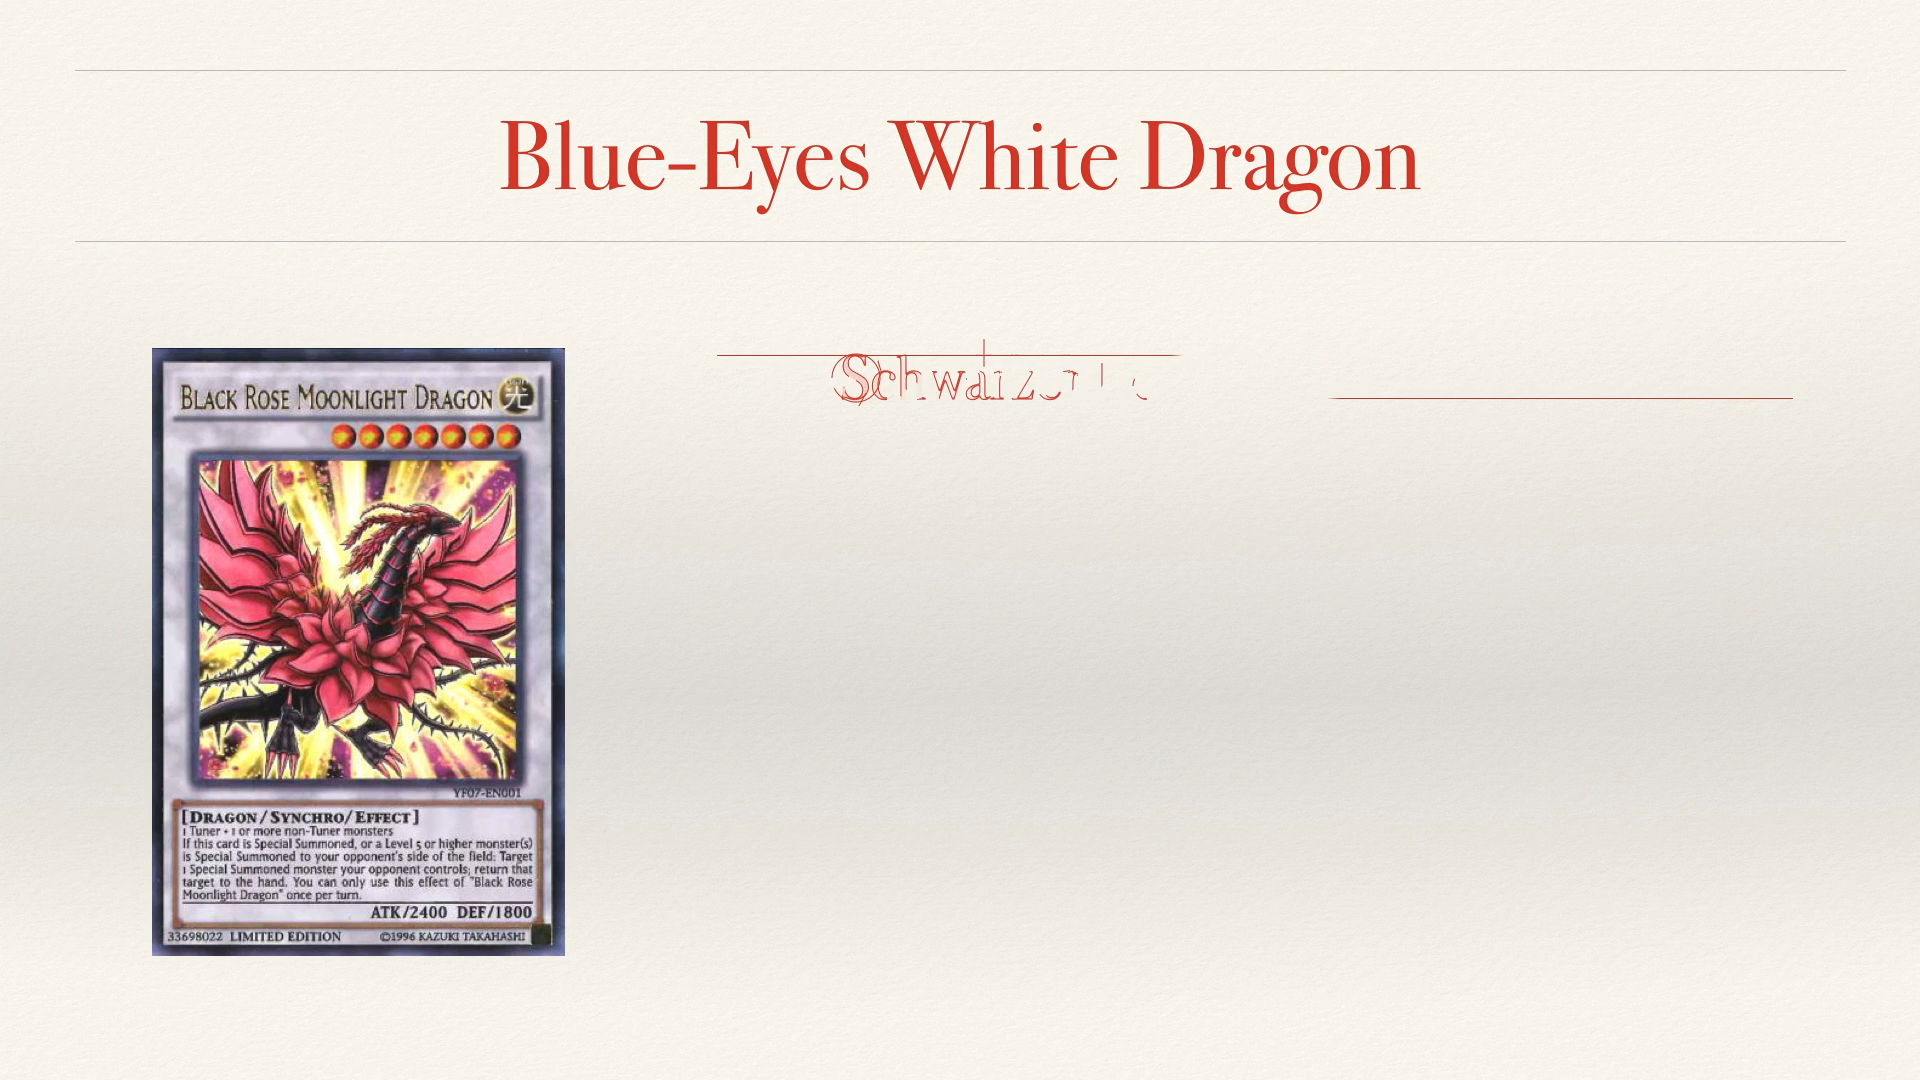 Blue-Eyes White Dragon
BLACK ROSE MOONLIGHT DRAGON
光
YF07-EN001
[DRAGON/SYNCHRO/EFFECT]
1 Tuner + 1 or more non-Tuner monsters
If this card is Special Summoned, or a Level 5 or higher monster(s)
is Special Summoned to your opponent's side of the field: Target
1 Special Summoned monster your opponent controls; return that
target to the hand. You can only use this effect of "Black Rose
Moonlight Dragon" once per turn.
ATK/2400 DEF/1800
33698022 LIMITED EDITION ©1996 KAZUKI TAKAHASHI